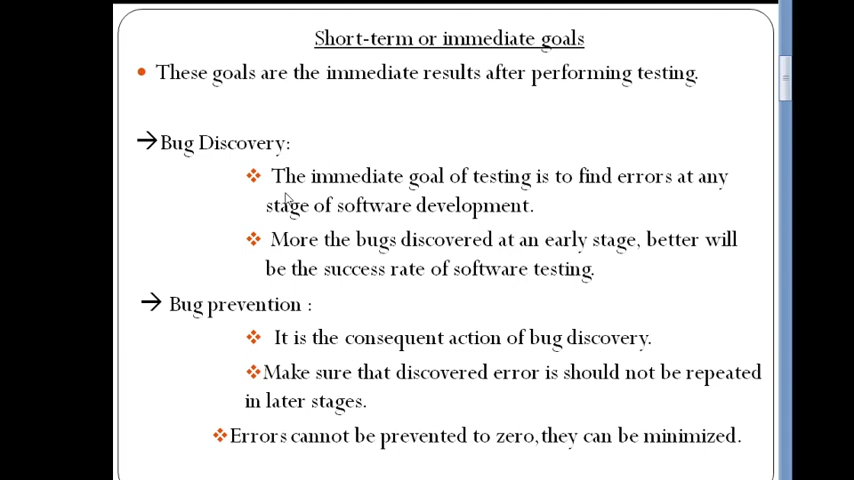 Short-term or immediate goals
These goals are the immediate results after performing testing.
Bug Discovery:
The immediate goal of testing is to find errors at any
stage of software development.
More the bugs discovered at an early stage, better will
be the success rate of software testing.
Bug prevention :
It is the consequent action of bug discovery.
Make sure that discovered error is should not be repeated
in later stages.
Errors cannot be prevented to zero,they can be minimized.